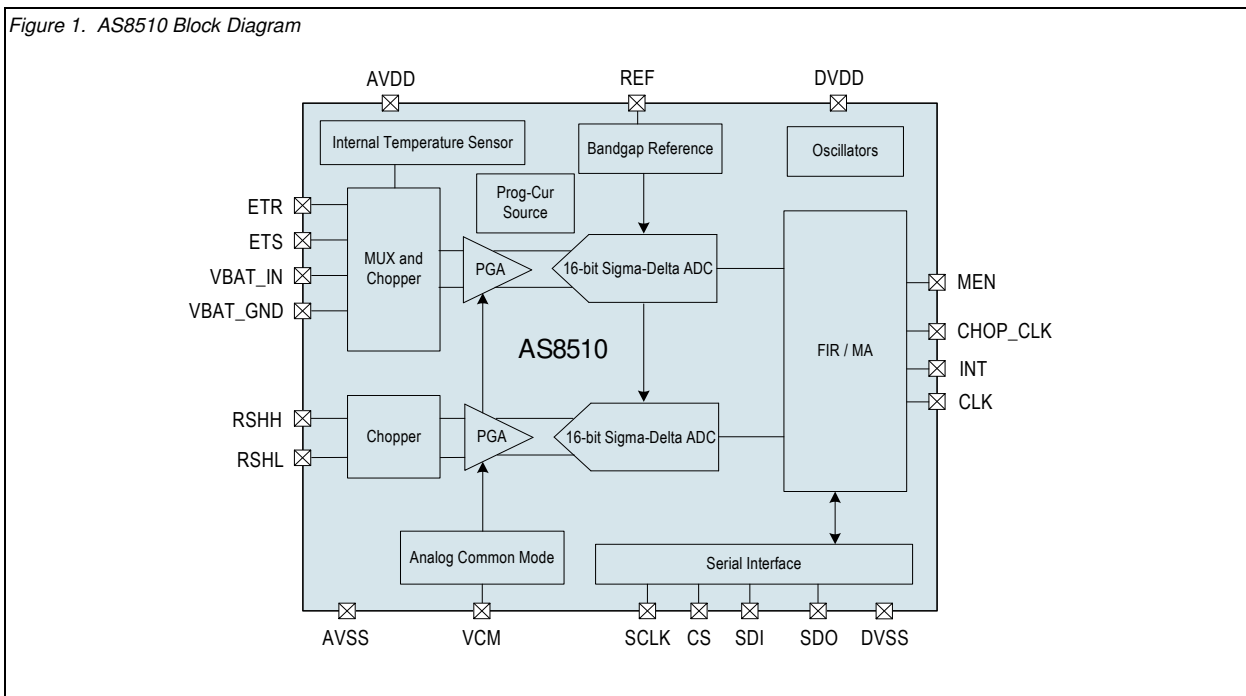 Figure 1. AS8510 Block Diagram
AVDD
REF
DVDD
Internal Temperature Sensor
Bandgap Reference
Oscillators
Prog-Cur
Source
ETR
ETS
VBAT_IN
VBAT_GND
MUX and
Chopper
PGA
16-bit Sigma-Delta ADC
FIR / MA
MEN
CHOP_CLK
INT
CLK
AS8510
RSHH
RSHL
Chopper
PGA
16-bit Sigma-Delta ADC
Analog Common Mode
Serial Interface
AVSS
VCM
SCLK
CS
SDI
SDO
DVSS